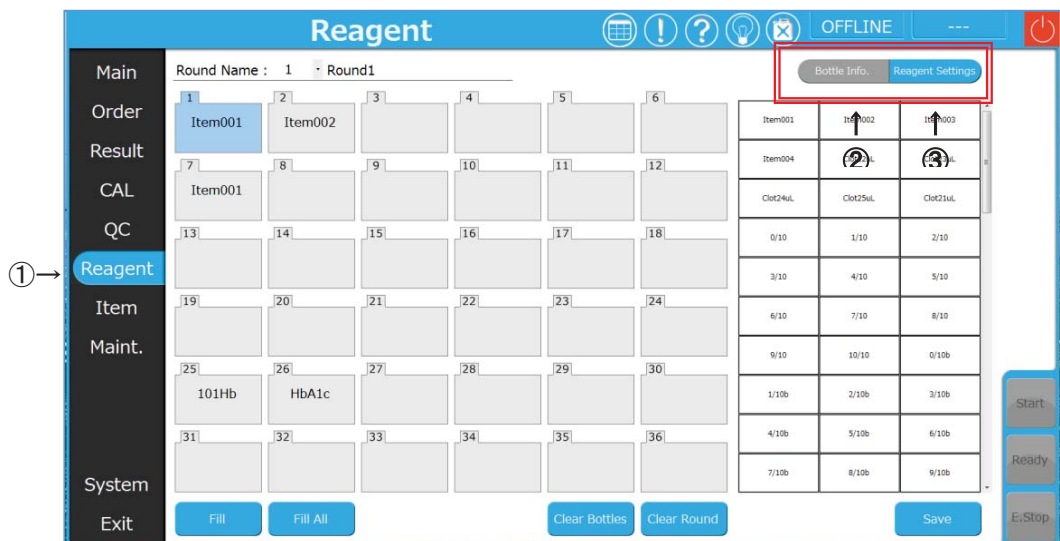 Reagent
OFFLINE ---
Main
Order
Result
CAL
QC
①→ Reagent
Item
Maint.
System
Exit
Round Name : 1 Round1
Bottle Info. Reagent Settings
1 2 3 4 5 6
Item001 Item002
7 8 9 10 11 12
Item001
13 14 15 16 17 18
19 20 21 22 23 24
25 26 27 28 29 30
101Hb HbA1c
31 32 33 34 35 36
Item001 Item002 Item003
↑ ↑
② ③
Item004
Clot24uL Clot25uL Clot21uL
0/10 1/10 2/10
3/10 4/10 5/10
6/10 7/10 8/10
9/10 10/10 0/10b
1/10b 2/10b 3/10b
4/10b 5/10b 6/10b
7/10b 8/10b 9/10b
Fill Fill All Clear Bottles Clear Round Save
Start
Ready
E.Stop